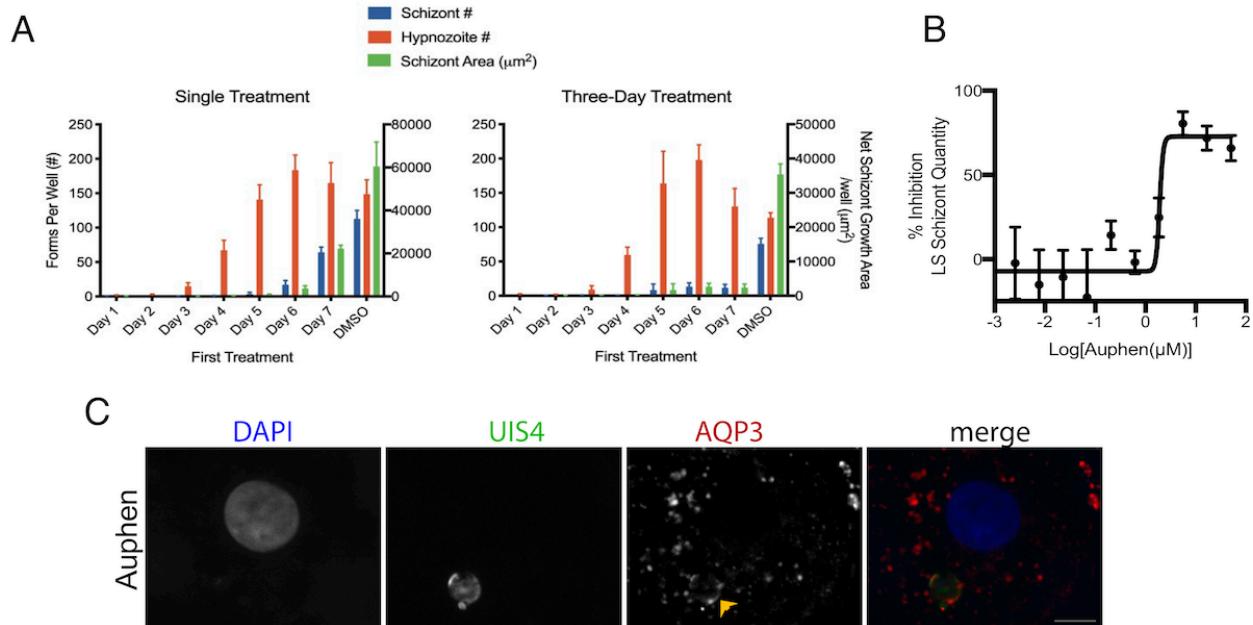 A
Schizont #
Hypnozoite #
Schizont Area (μm²)
Single Treatment
Forms Per Well (#)
250
200
150
100
50
0
80000
60000
40000
20000
0
Day 1
Day 2
Day 3
Day 4
Day 5
Day 6
Day 7
DMSO
First Treatment
Three-Day Treatment
250
200
150
100
50
0
50000
40000
30000
20000
10000
0
Net Schizont Growth Area
/well (μm²)
Day 1
Day 2
Day 3
Day 4
Day 5
Day 6
Day 7
DMSO
First Treatment
B
% Inhibition
LS Schizont Quantity
100
50
0
-3
-2
-1
0
1
2
Log[Auphen(μM)]
C
DAPI
UIS4
AQP3
merge
Auphen